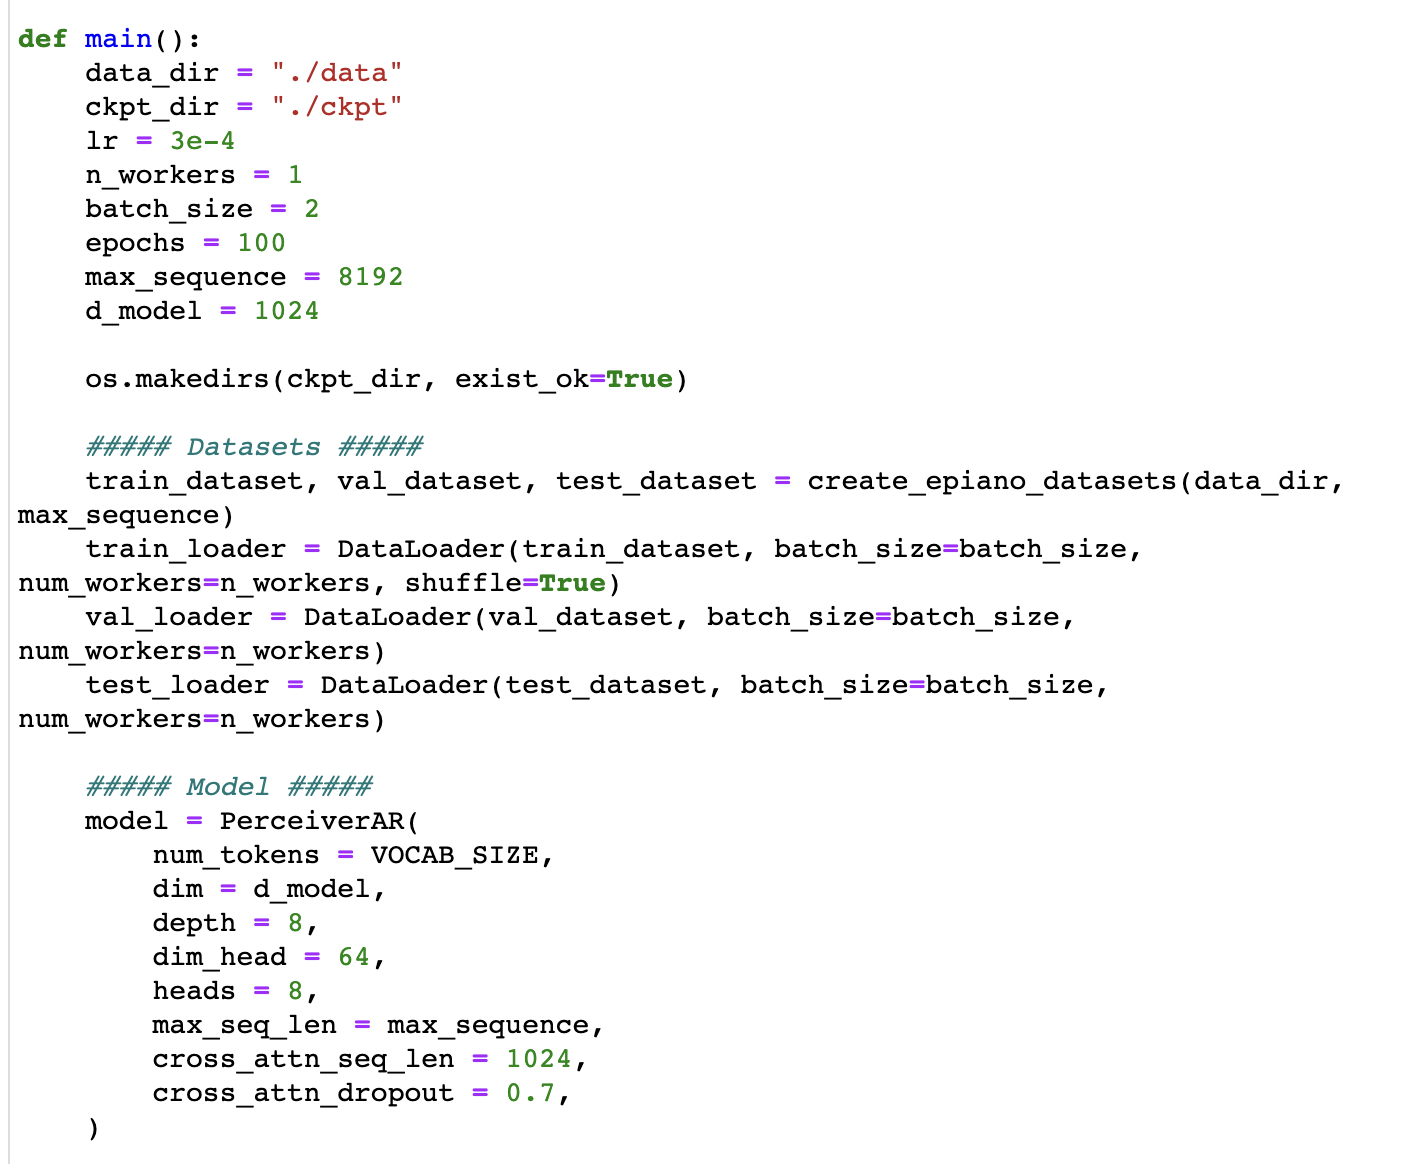 def main():
    data_dir = "./data"
    ckpt_dir = "./ckpt"
    lr = 3e-4
    n_workers = 1
    batch_size = 2
    epochs = 100
    max_sequence = 8192
    d_model = 1024

    os.makedirs(ckpt_dir, exist_ok=True)

    ##### Datasets #####
    train_dataset, val_dataset, test_dataset = create_epiano_datasets(data_dir,
max_sequence)
    train_loader = DataLoader(train_dataset, batch_size=batch_size,
num_workers=n_workers, shuffle=True)
    val_loader = DataLoader(val_dataset, batch_size=batch_size,
num_workers=n_workers)
    test_loader = DataLoader(test_dataset, batch_size=batch_size,
num_workers=n_workers)

    ##### Model #####
    model = PerceiverAR(
        num_tokens = VOCAB_SIZE,
        dim = d_model,
        depth = 8,
        dim_head = 64,
        heads = 8,
        max_seq_len = max_sequence,
        cross_attn_seq_len = 1024,
        cross_attn_dropout = 0.7,
    )